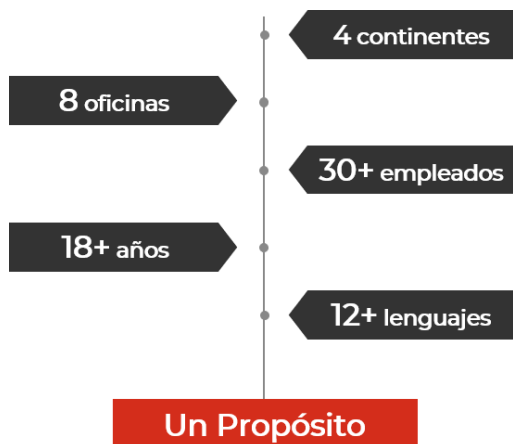 4 continentes
8 oficinas
30+ empleados
18+ años
12+ lenguajes
Un Propósito